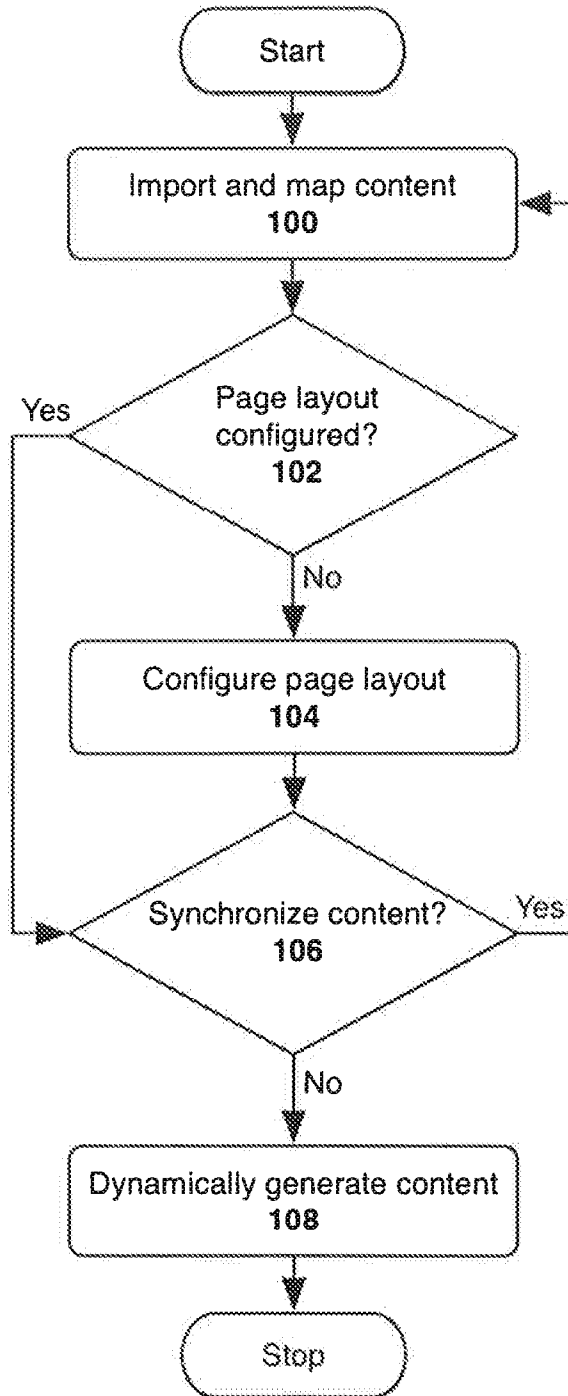 Start
Import and map content
100
Yes
Page layout
configured?
102
No
Configure page layout
104
Synchronize content?
106
Yes
No
Dynamically generate content
108
Stop